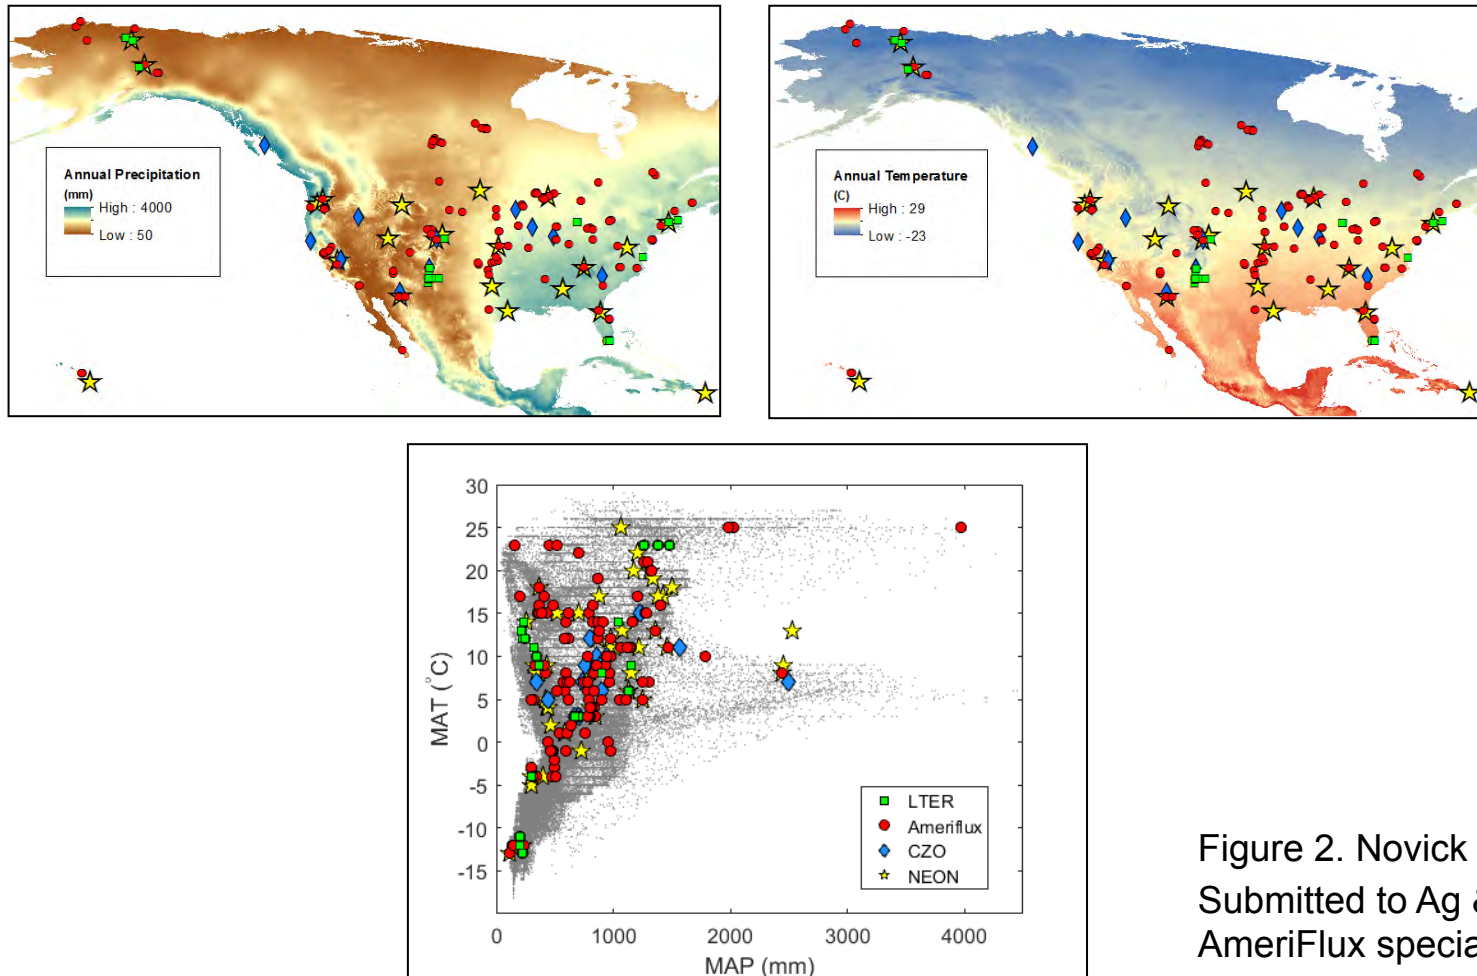 Annual Precipitation
(mm)
High : 4000
Low : 50
Annual Temperature
(C)
High : 29
Low : -23
30
25
20
15
10
5
0
-5
-10
-15
MAT (°C)
LTER
Ameriflux
CZO
NEON
0 1000 2000 3000 4000
MAP (mm)
Figure 2. Novick
Submitted to Ag
AmeriFlux specia